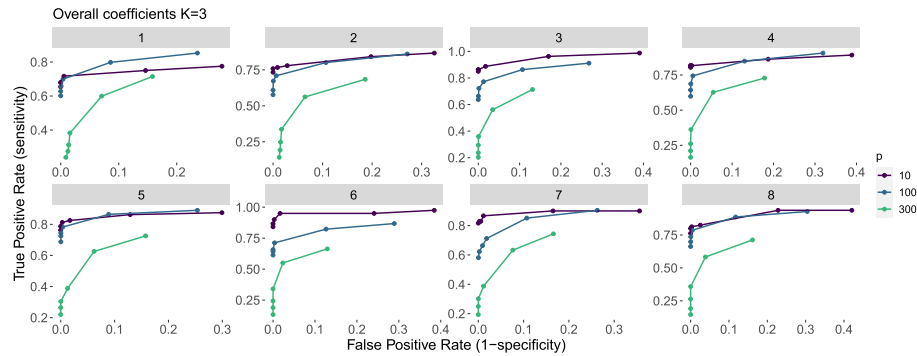 Overall coefficients K=3
1 2 3 4
0.8 0.6 0.4
0.0 0.1 0.2 0.3
0.75 0.50 0.25
0.0 0.1 0.2 0.3
1.0 0.8 0.6 0.4 0.2
0.0 0.1 0.2 0.3 0.4
0.75 0.50 0.25
0.0 0.1 0.2 0.3 0.4
True Positive Rate (sensitivity)
5 6 7 8
0.8 0.6 0.4 0.2
0.0 0.1 0.2 0.3
1.00 0.75 0.50 0.25
0.0 0.1 0.2 0.3 0.4
0.8 0.6 0.4 0.2
0.0 0.1 0.2 0.3 0.4
0.75 0.50 0.25
0.0 0.1 0.2 0.3 0.4
False Positive Rate (1−specificity)
p
10
100
300